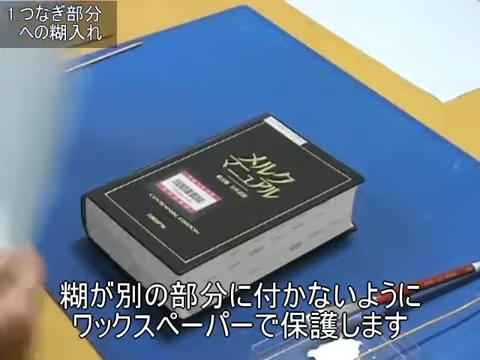 1.つなぎ部分
への糊入れ
メルク
マニュアル
CENTENNIAL EDITION
糊が別の部分に付かないように
ワックスペーパーで保護します